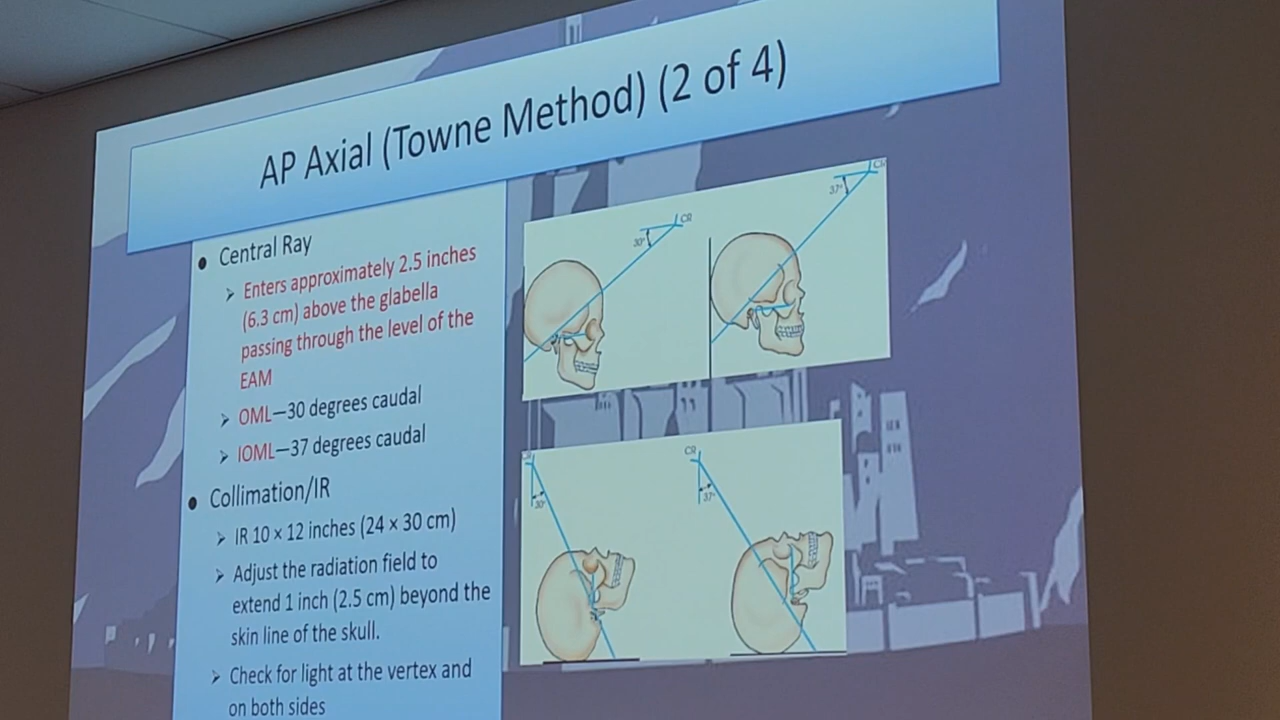 AP Axial (Towne Method) (2 of 4)
• Central Ray
➢ Enters approximately 2.5 inches
(6.3 cm) above the glabella
passing through the level of the
EAM
➢ OML—30 degrees caudal
➢ IOML—37 degrees caudal
• Collimation/IR
➢ IR 10 × 12 inches (24 × 30 cm)
➢ Adjust the radiation field to
extend 1 inch (2.5 cm) beyond the
skin line of the skull.
➢ Check for light at the vertex and
on both sides
CR
30°
CR
37°
30°
CR
37°